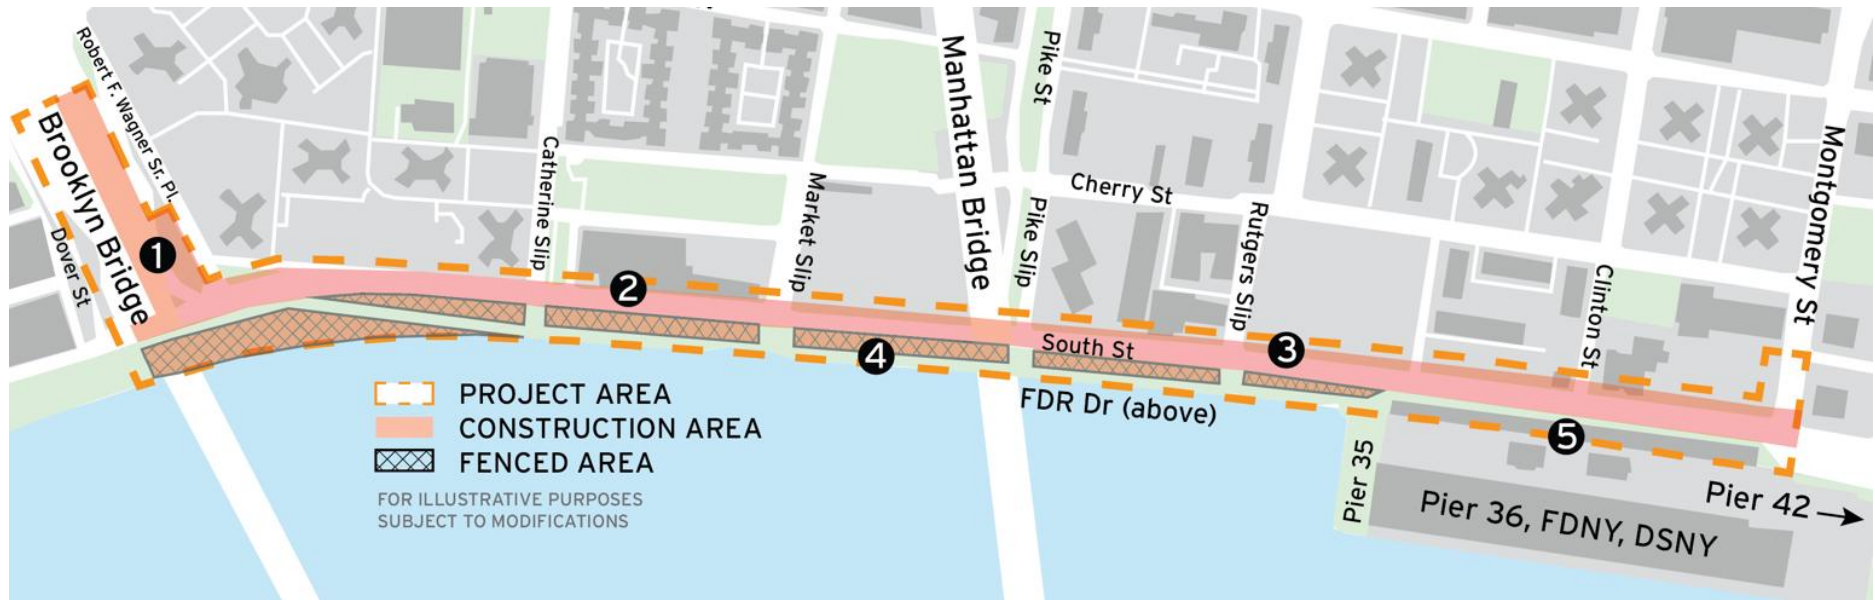 Robert F. Wagner Sr. Pl.
Brooklyn Bridge
Dover St
1
Catherine Slip
2
Market Slip
Manhattan Bridge
Pike St
Pike Slip
Cherry St
Rutgers Slip
3
Clinton St
Montgomery St
4
South St
FDR Dr (above)
5
Pier 35
Pier 36, FDNY, DSNY
Pier 42
PROJECT AREA
CONSTRUCTION AREA
FENCED AREA
FOR ILLUSTRATIVE PURPOSES
SUBJECT TO MODIFICATIONS